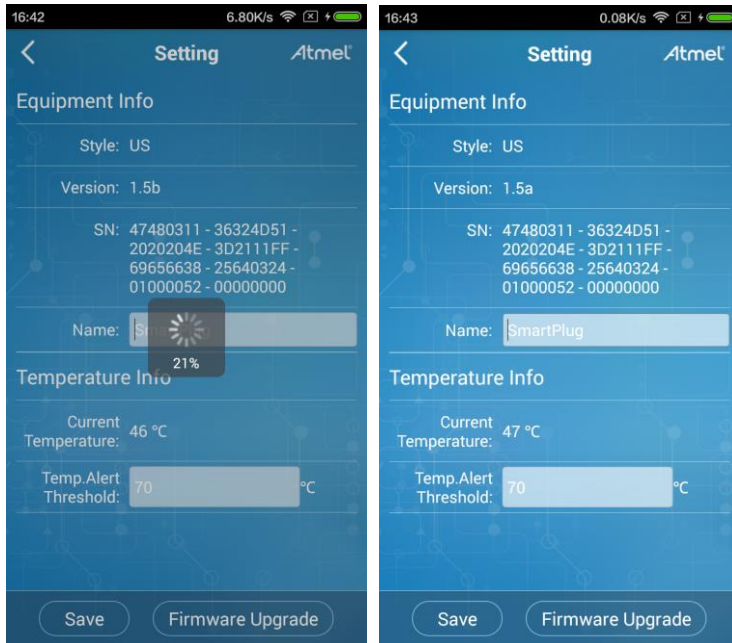 16:42 6.80K/s
Setting Atmel
Equipment Info
Style: US
Version: 1.5b
SN: 47480311 - 36324D51 -
2020204E - 3D2111FF -
69656638 - 25640324 -
01000052 - 00000000
Name:
21%
Temperature Info
Current
Temperature: 46 ℃
Temp.Alert
Threshold: 70 ℃
Save Firmware Upgrade
16:43 0.08K/s
Setting Atmel
Equipment Info
Style: US
Version: 1.5a
SN: 47480311 - 36324D51 -
2020204E - 3D2111FF -
69656638 - 25640324 -
01000052 - 00000000
Name: SmartPlug
Temperature Info
Current
Temperature: 47 ℃
Temp.Alert
Threshold: 70 ℃
Save Firmware Upgrade